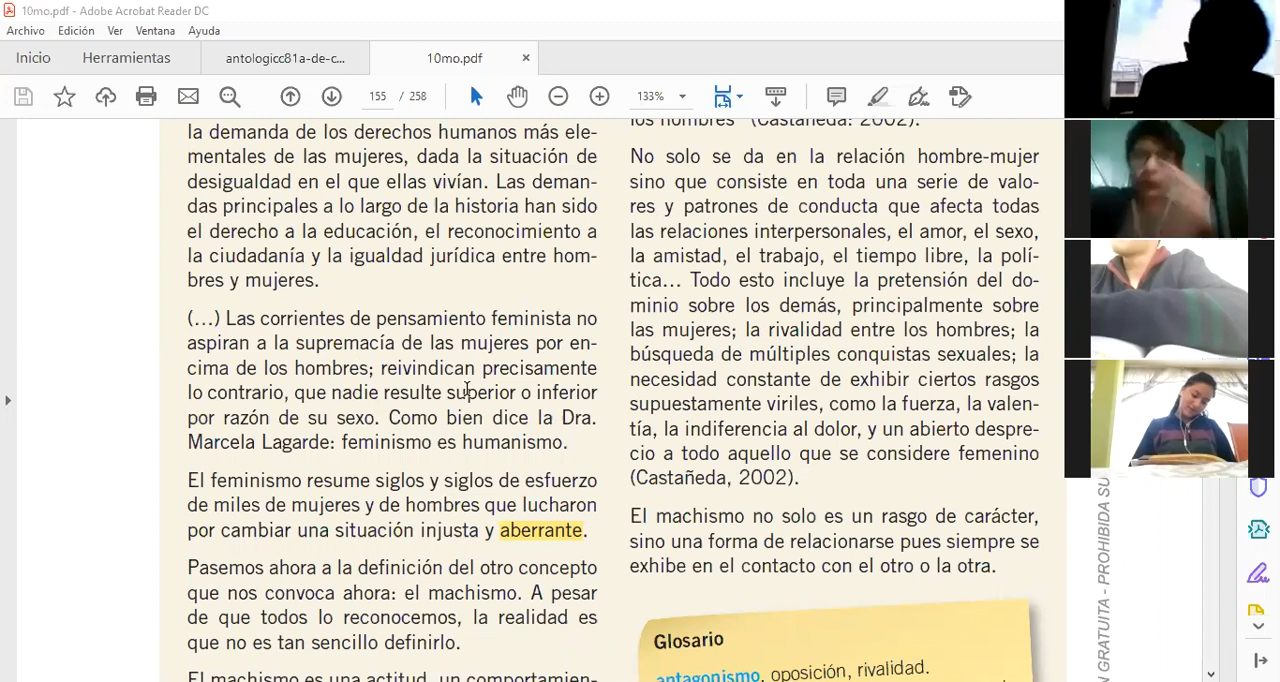 10mo.pdf - Adobe Acrobat Reader DC
Archivo Edición Ver Ventana Ayuda
Inicio Herramientas antologicc81a-de-c... 10mo.pdf ×
155 / 258 133%
la demanda de los derechos humanos más ele-
mentales de las mujeres, dada la situación de
desigualdad en el que ellas vivían. Las deman-
das principales a lo largo de la historia han sido
el derecho a la educación, el reconocimiento a
la ciudadanía y la igualdad jurídica entre hom-
bres y mujeres.
(...) Las corrientes de pensamiento feminista no
aspiran a la supremacía de las mujeres por en-
cima de los hombres; reivindican precisamente
lo contrario, que nadie resulte superior o inferior
por razón de su sexo. Como bien dice la Dra.
Marcela Lagarde: feminismo es humanismo.
El feminismo resume siglos y siglos de esfuerzo
de miles de mujeres y de hombres que lucharon
por cambiar una situación injusta y aberrante.
Pasemos ahora a la definición del otro concepto
que nos convoca ahora: el machismo. A pesar
de que todos lo reconocemos, la realidad es
que no es tan sencillo definirlo.
El machismo es una actitud, un comportamien-
los hombres" (Castañeda: 2002).
No solo se da en la relación hombre-mujer
sino que consiste en toda una serie de valo-
res y patrones de conducta que afecta todas
las relaciones interpersonales, el amor, el sexo,
la amistad, el trabajo, el tiempo libre, la polí-
tica... Todo esto incluye la pretensión del do-
minio sobre los demás, principalmente sobre
las mujeres; la rivalidad entre los hombres; la
búsqueda de múltiples conquistas sexuales; la
necesidad constante de exhibir ciertos rasgos
supuestamente viriles, como la fuerza, la valen-
tía, la indiferencia al dolor, y un abierto despre-
cio a todo aquello que se considere femenino
(Castañeda, 2002).
El machismo no solo es un rasgo de carácter,
sino una forma de relacionarse pues siempre se
exhibe en el contacto con el otro o la otra.
Glosario
antagonismo, oposición, rivalidad.
N GRATUITA - PROHIBIDA SU